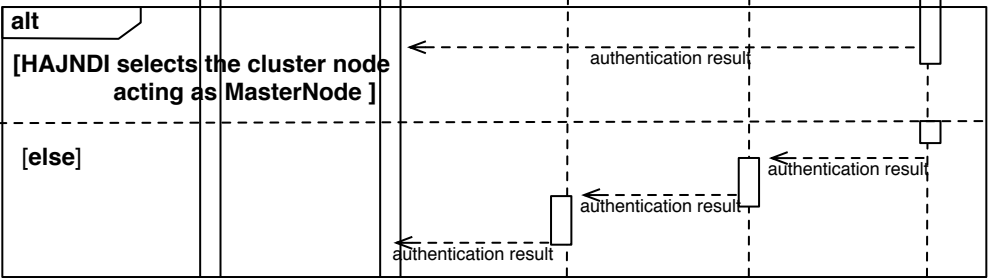 alt
[HAJNDI selects the cluster node
acting as MasterNode ]
authentication result
[else]
authentication result
authentication result
authentication result